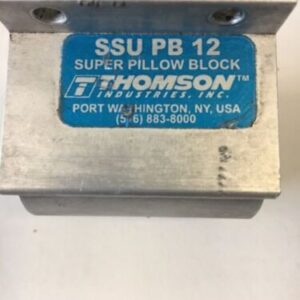 SSU PB 12
SUPER PILLOW BLOCK
THOMSON™
INDUSTRIES, INC.
PORT WASHINGTON, NY, USA
(516) 883-8000